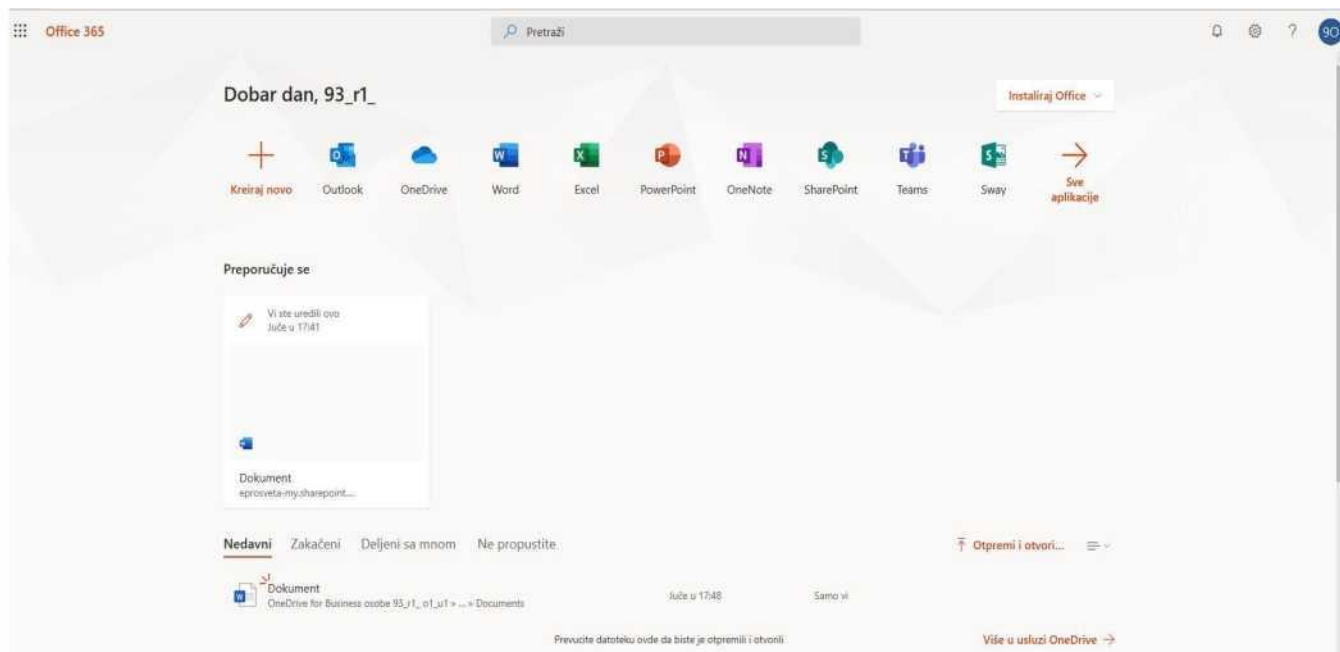 Office 365
Pretraži
9O
Dobar dan, 93_r1_
Instaliraj Office
Kreiraj novo
Outlook
OneDrive
Word
Excel
PowerPoint
OneNote
SharePoint
Teams
Sway
Sve
aplikacije
Preporučuje se
Vi ste uredili ovo
Juče u 17:41
Dokument
eprosveta-my.sharepoint....
Nedavni Zakačeni Deljeni sa mnom Ne propustite
Otpremi i otvori...
Dokument
Juče u 17:48 Samo vi
OneDrive for Business osobe 93_r1_ o1_u1 » ... » Documents
Prevucite datoteku ovde da biste je otpremili i otvorili
Više u usluzi OneDrive